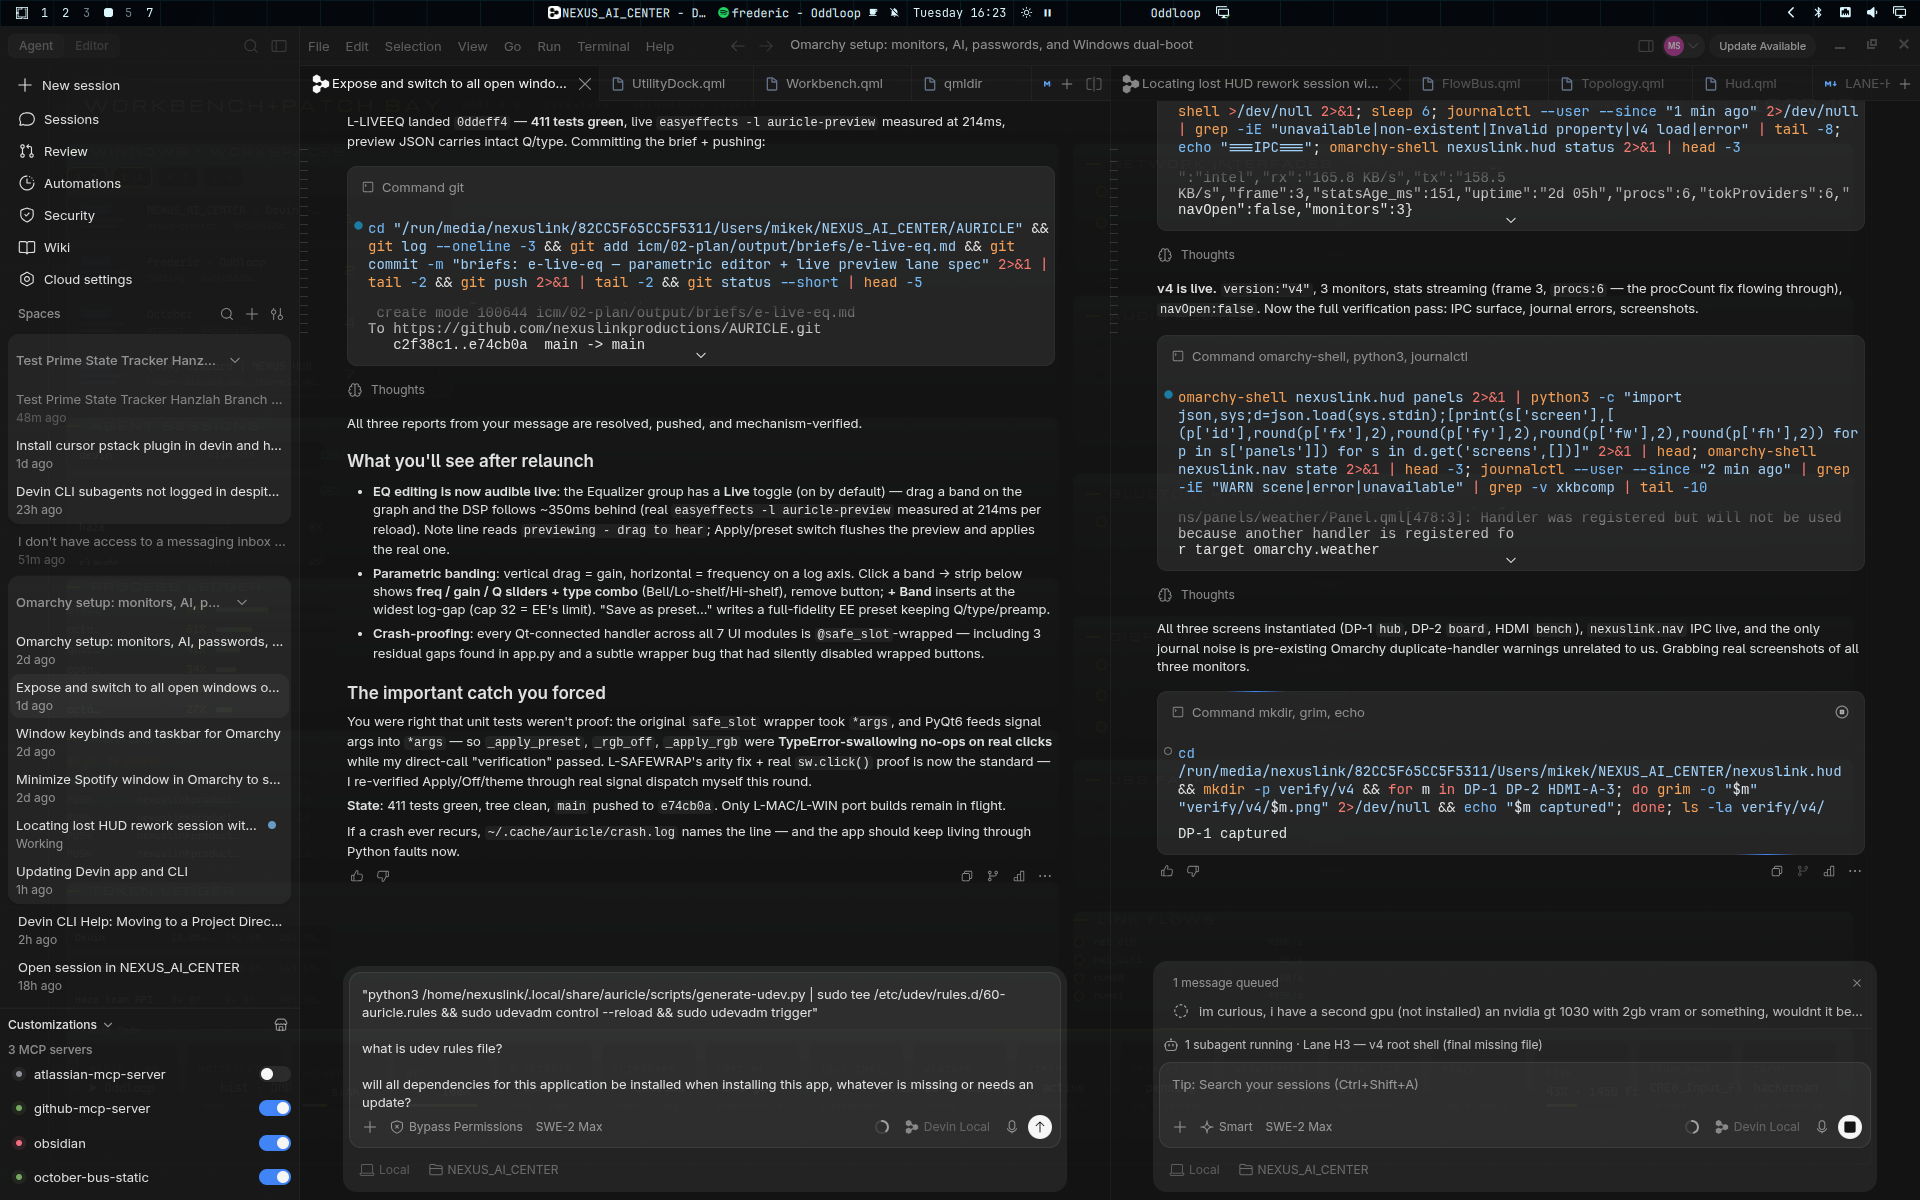 1 2 3 5 7
NEXUS_AI_CENTER - D…
frederic - Oddloop
Tuesday 16:23
Oddloop
Agent Editor
File Edit Selection View Go Run Terminal Help
Omarchy setup: monitors, AI, passwords, and Windows dual-boot
MS
Update Available
New session
Sessions
Review
Automations
Security
Wiki
Cloud settings
Spaces
Test Prime State Tracker Hanz...
Test Prime State Tracker Hanzlah Branch ...
48m ago
Install cursor pstack plugin in devin and h...
1d ago
Devin CLI subagents not logged in despit...
23h ago
I don't have access to a messaging inbox ...
51m ago
Omarchy setup: monitors, AI, p...
Omarchy setup: monitors, AI, passwords, ...
2d ago
Expose and switch to all open windows o...
1d ago
Window keybinds and taskbar for Omarchy
2d ago
Minimize Spotify window in Omarchy to s...
2d ago
Locating lost HUD rework session wit...
Working
Updating Devin app and CLI
1h ago
Devin CLI Help: Moving to a Project Direc...
2h ago
Open session in NEXUS_AI_CENTER
18h ago
Customizations
3 MCP servers
atlassian-mcp-server
github-mcp-server
obsidian
october-bus-static
Expose and switch to all open windo...
UtilityDock.qml
Workbench.qml
qmldir
L-LIVEEQ landed 0ddeff4 — 411 tests green, live easyeffects -l auricle-preview measured at 214ms,
preview JSON carries intact Q/type. Committing the brief + pushing:
Command git
cd "/run/media/nexuslink/82CC5F65CC5F5311/Users/mikek/NEXUS_AI_CENTER/AURICLE" &&
git log --oneline -3 && git add icm/02-plan/output/briefs/e-live-eq.md && git
commit -m "briefs: e-live-eq — parametric editor + live preview lane spec" 2>&1 |
tail -2 && git push 2>&1 | tail -2 && git status --short | head -5
create mode 100644 icm/02-plan/output/briefs/e-live-eq.md
To https://github.com/nexuslinkproductions/AURICLE.git
c2f38c1..e74cb0a main -> main
Thoughts
All three reports from your message are resolved, pushed, and mechanism-verified.
What you'll see after relaunch
• EQ editing is now audible live: the Equalizer group has a Live toggle (on by default) — drag a band on the
graph and the DSP follows ~350ms behind (real easyeffects -l auricle-preview measured at 214ms per
reload). Note line reads previewing - drag to hear; Apply/preset switch flushes the preview and applies
the real one.
• Parametric banding: vertical drag = gain, horizontal = frequency on a log axis. Click a band → strip below
shows freq / gain / Q sliders + type combo (Bell/Lo-shelf/Hi-shelf), remove button; + Band inserts at the
widest log-gap (cap 32 = EE's limit). "Save as preset..." writes a full-fidelity EE preset keeping Q/type/preamp.
• Crash-proofing: every Qt-connected handler across all 7 UI modules is @safe_slot-wrapped — including 3
residual gaps found in app.py and a subtle wrapper bug that had silently disabled wrapped buttons.
The important catch you forced
You were right that unit tests weren't proof: the original safe_slot wrapper took *args, and PyQt6 feeds signal
args into *args — so _apply_preset, _rgb_off, _apply_rgb were TypeError-swallowing no-ops on real clicks
while my direct-call "verification" passed. L-SAFEWRAP's arity fix + real sw.click() proof is now the standard —
I re-verified Apply/Off/theme through real signal dispatch myself this round.
State: 411 tests green, tree clean, main pushed to e74cb0a. Only L-MAC/L-WIN port builds remain in flight.
If a crash ever recurs, ~/.cache/auricle/crash.log names the line — and the app should keep living through
Python faults now.
"python3 /home/nexuslink/.local/share/auricle/scripts/generate-udev.py | sudo tee /etc/udev/rules.d/60-
auricle.rules && sudo udevadm control --reload && sudo udevadm trigger"
what is udev rules file?
will all dependencies for this application be installed when installing this app, whatever is missing or needs an
update?
Bypass Permissions SWE-2 Max
Devin Local
Local NEXUS_AI_CENTER
Locating lost HUD rework session wi...
FlowBus.qml
Topology.qml
Hud.qml
LANE-H
shell >/dev/null 2>&1; sleep 6; journalctl --user --since "1 min ago" 2>/dev/null
| grep -iE "unavailable|non-existent|Invalid property|v4 load|error" | tail -8;
echo "===IPC==="; omarchy-shell nexuslink.hud status 2>&1 | head -3
":"intel","rx":"165.8 KB/s","tx":"158.5
KB/s","frame":3,"statsAge_ms":151,"uptime":"2d 05h","procs":6,"tokProviders":6,"
navOpen":false,"monitors":3}
Thoughts
v4 is live. version:"v4", 3 monitors, stats streaming (frame 3, procs:6 — the procCount fix flowing through),
navOpen:false. Now the full verification pass: IPC surface, journal errors, screenshots.
Command omarchy-shell, python3, journalctl
omarchy-shell nexuslink.hud panels 2>&1 | python3 -c "import
json,sys;d=json.load(sys.stdin);[print(s['screen'],[
(p['id'],round(p['fx'],2),round(p['fy'],2),round(p['fw'],2),round(p['fh'],2)) for
p in s['panels']]) for s in d.get('screens',[])]" 2>&1 | head; omarchy-shell
nexuslink.nav state 2>&1 | head -3; journalctl --user --since "2 min ago" | grep
-iE "WARN scene|error|unavailable" | grep -v xkbcomp | tail -10
ns/panels/weather/Panel.qml[478:3]: Handler was registered but will not be used
because another handler is registered fo
r target omarchy.weather
Thoughts
All three screens instantiated (DP-1 hub, DP-2 board, HDMI bench), nexuslink.nav IPC live, and the only
journal noise is pre-existing Omarchy duplicate-handler warnings unrelated to us. Grabbing real screenshots of all
three monitors.
Command mkdir, grim, echo
cd
/run/media/nexuslink/82CC5F65CC5F5311/Users/mikek/NEXUS_AI_CENTER/nexuslink.hud
&& mkdir -p verify/v4 && for m in DP-1 DP-2 HDMI-A-3; do grim -o "$m"
"verify/v4/$m.png" 2>/dev/null && echo "$m captured"; done; ls -la verify/v4/
DP-1 captured
1 message queued
im curious, i have a second gpu (not installed) an nvidia gt 1030 with 2gb vram or something, wouldnt it be...
1 subagent running · Lane H3 — v4 root shell (final missing file)
Tip: Search your sessions (Ctrl+Shift+A)
Smart SWE-2 Max
Devin Local
Local NEXUS_AI_CENTER